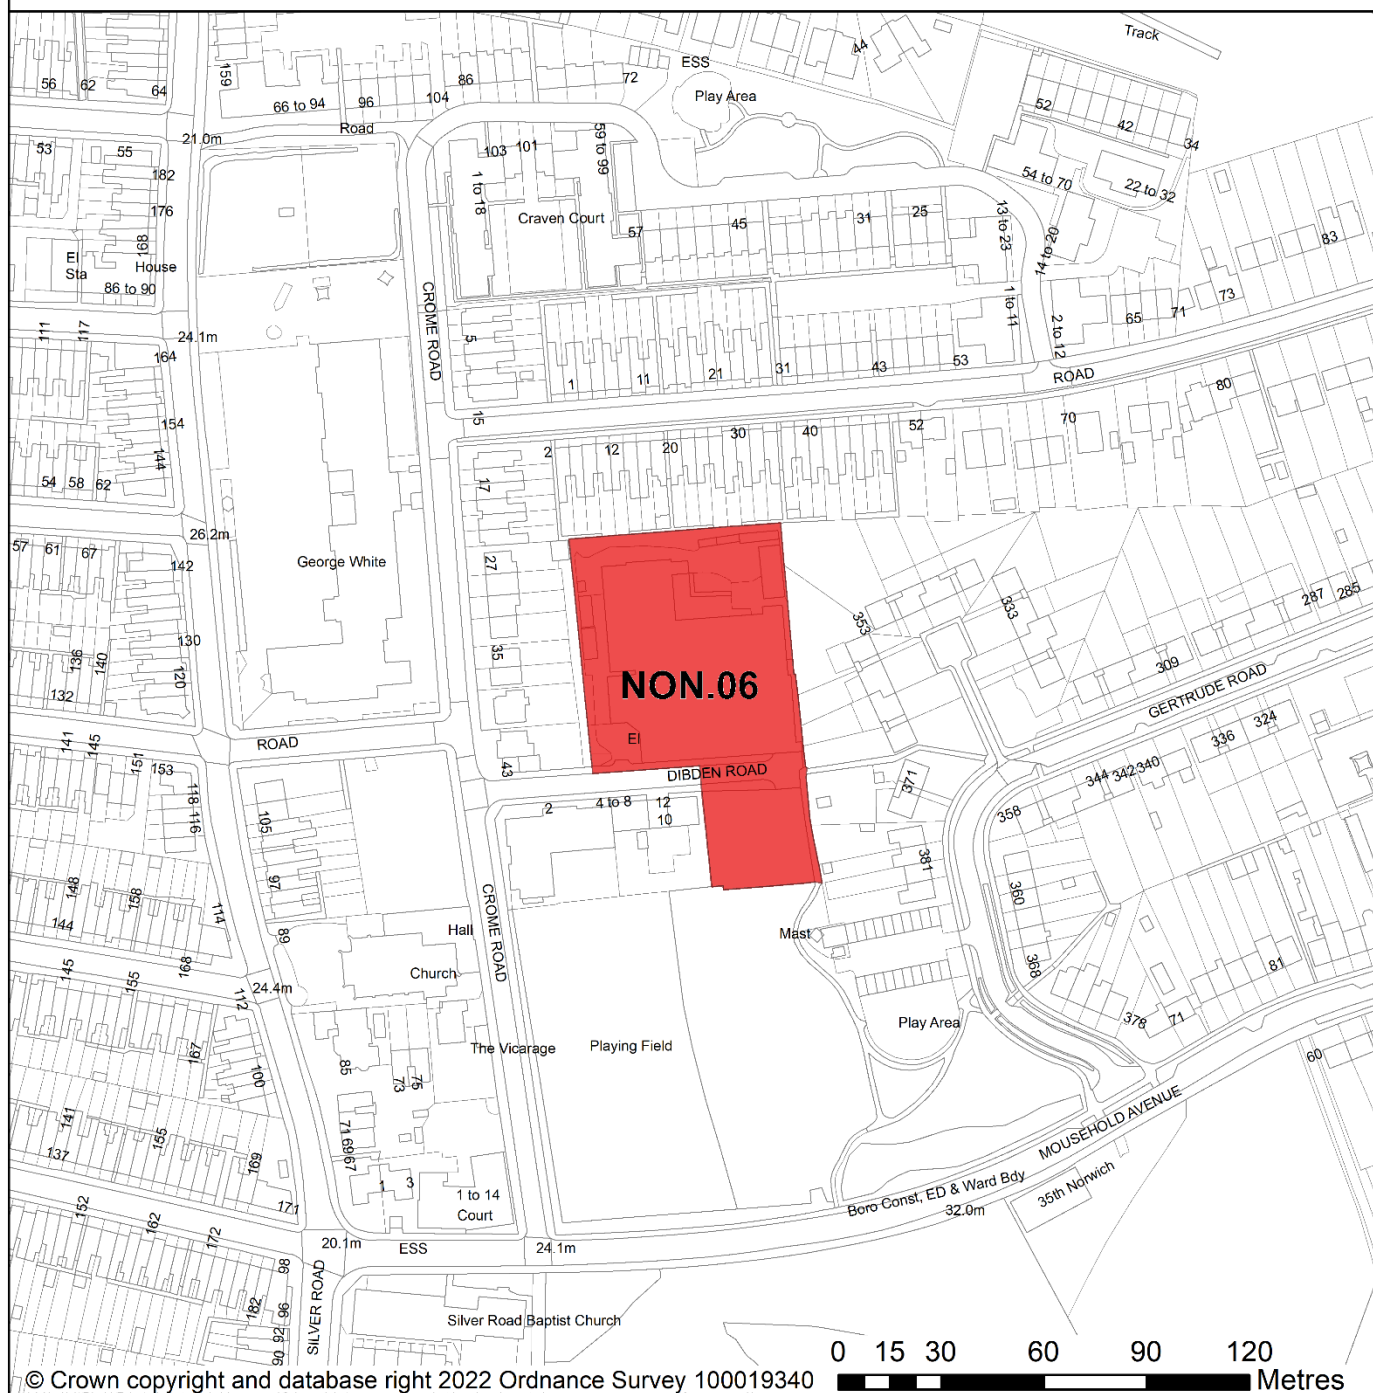 Track
44
ESS
72
Play Area
86
104
96
66 to 94
159
56
62
64
Road
21.0m
52
42
34
54 to 70
22 to 32
53
55
182
176
168
El
Sta
House
86 to 90
103
101
59 to 99
1 to 18
Craven Court
57
45
31
25
13 to 23
14 to 20
83
73
71
65
2 to 12
1 to 11
111
117
24.1m
164
154
144
CROME ROAD
5
15
1
11
21
31
43
53
ROAD
80
70
52
40
30
20
12
2
54
58
62
17
26.2m
57
61
67
142
George White
27
130
120
136
140
132
35
353
333
287
285
309
GERTRUDE ROAD
NON.06
El
324
336
340
342
344
358
ROAD
141
145
151
153
43
DIBDEN ROAD
371
118
116
105
2
4 to 8
12
10
381
360
368
97
148
158
144
114
CROME ROAD
89
Hall
Church
Mast
145
155
168
112
24.4m
81
Play Area
378
71
The Vicarage
Playing Field
167
100
85
73
75
60
141
155
137
169
71
69
67
MOUSEHOLD AVENUE
1
3
1 to 14
Court
35th Norwich
Boro Const, ED & Ward Bdy
32.0m
171
152
162
172
20.1m
ESS
24.1m
98
SILVER ROAD
182
96
92
90
Silver Road Baptist Church
0 15 30 60 90 120
Metres
© Crown copyright and database right 2022 Ordnance Survey 100019340